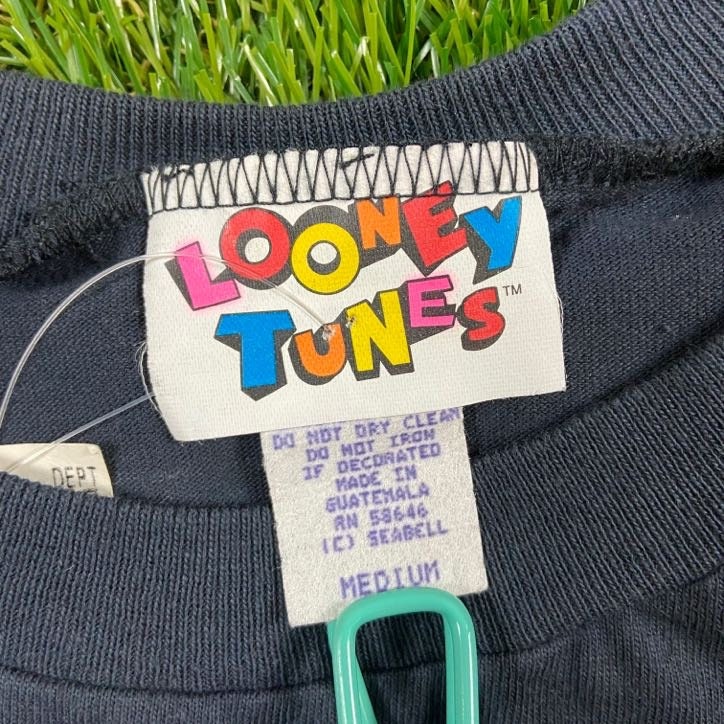 LOONEY
TUNES™
DO NOT DRY CLEAN
DO NOT IRON
IF DECORATED
MADE IN
GUATEMALA
RN 58646
(C) SEABELL
MEDIUM
DEPT